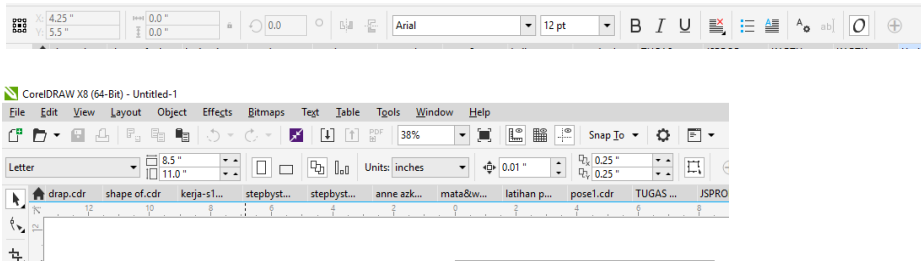 X: 4.25 " 0.0 " 0.0 Arial 12 pt B I U ab O
Y: 5.5 " 0.0 "
CorelDRAW X8 (64-Bit) - Untitled-1
File Edit View Layout Object Effects Bitmaps Text Table Tools Window Help
PDF 38% Snap To
Letter 8.5 " Units: inches 0.01 " 0.25 "
11.0 " 0.25 "
drap.cdr shape of.cdr kerja-s1... stepbyst... stepbyst... anne azk... mata&w... latihan p... pose1.cdr TUGAS ... JSPRO
12 10 8 6 4 2 0 2 4 6 8